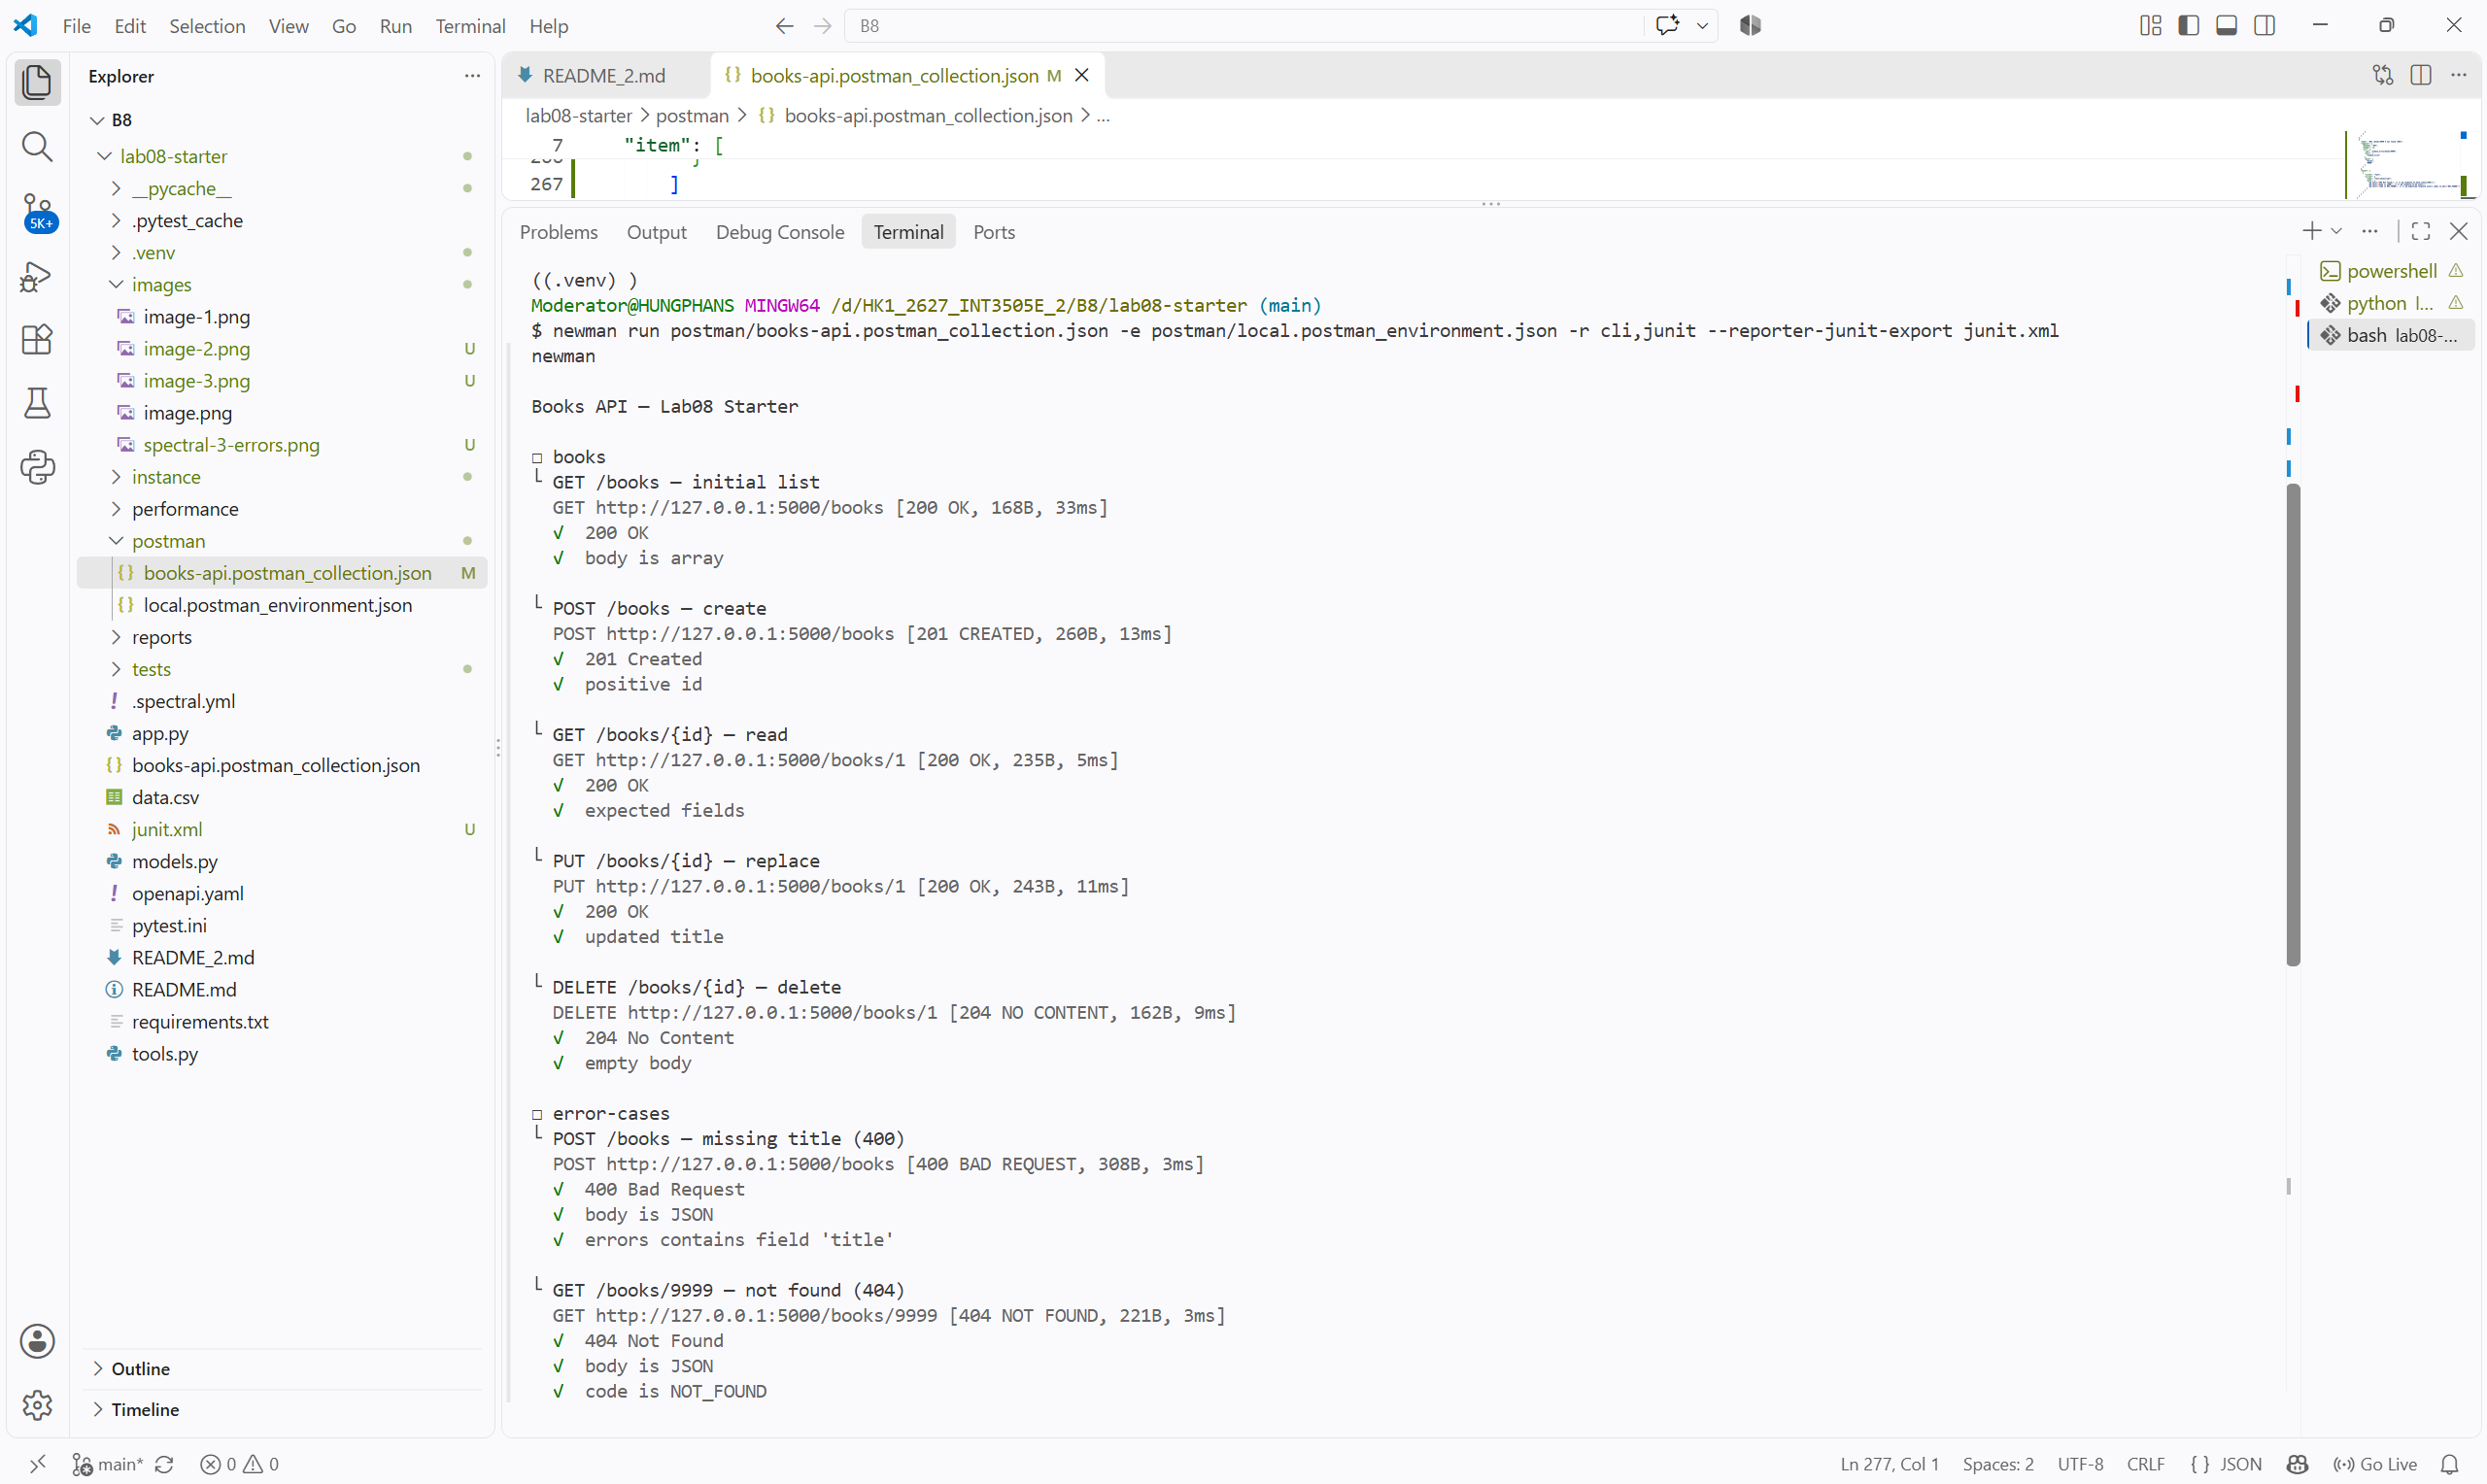 File Edit Selection View Go Run Terminal Help
B8
Explorer
B8
lab08-starter
__pycache__
.pytest_cache
.venv
images
image-1.png
image-2.png U
image-3.png U
image.png
spectral-3-errors.png U
instance
performance
postman
books-api.postman_collection.json M
local.postman_environment.json
reports
tests
.spectral.yml
app.py
books-api.postman_collection.json
data.csv
junit.xml U
models.py
openapi.yaml
pytest.ini
README_2.md
README.md
requirements.txt
tools.py
Outline
Timeline
5K+
README_2.md
books-api.postman_collection.json M
lab08-starter > postman > {} books-api.postman_collection.json > ...
7 "item": [
267 ]
Problems Output Debug Console Terminal Ports
powershell
python l...
bash lab08-...
((.venv) )
Moderator@HUNGPHANS MINGW64 /d/HK1_2627_INT3505E_2/B8/lab08-starter (main)
$ newman run postman/books-api.postman_collection.json -e postman/local.postman_environment.json -r cli,junit --reporter-junit-export junit.xml
newman
Books API — Lab08 Starter
□ books
└ GET /books — initial list
GET http://127.0.0.1:5000/books [200 OK, 168B, 33ms]
√ 200 OK
√ body is array
└ POST /books — create
POST http://127.0.0.1:5000/books [201 CREATED, 260B, 13ms]
√ 201 Created
√ positive id
└ GET /books/{id} — read
GET http://127.0.0.1:5000/books/1 [200 OK, 235B, 5ms]
√ 200 OK
√ expected fields
└ PUT /books/{id} — replace
PUT http://127.0.0.1:5000/books/1 [200 OK, 243B, 11ms]
√ 200 OK
√ updated title
└ DELETE /books/{id} — delete
DELETE http://127.0.0.1:5000/books/1 [204 NO CONTENT, 162B, 9ms]
√ 204 No Content
√ empty body
□ error-cases
└ POST /books — missing title (400)
POST http://127.0.0.1:5000/books [400 BAD REQUEST, 308B, 3ms]
√ 400 Bad Request
√ body is JSON
√ errors contains field 'title'
└ GET /books/9999 — not found (404)
GET http://127.0.0.1:5000/books/9999 [404 NOT FOUND, 221B, 3ms]
√ 404 Not Found
√ body is JSON
√ code is NOT_FOUND
main* 0 0
Ln 277, Col 1 Spaces: 2 UTF-8 CRLF {} JSON Go Live